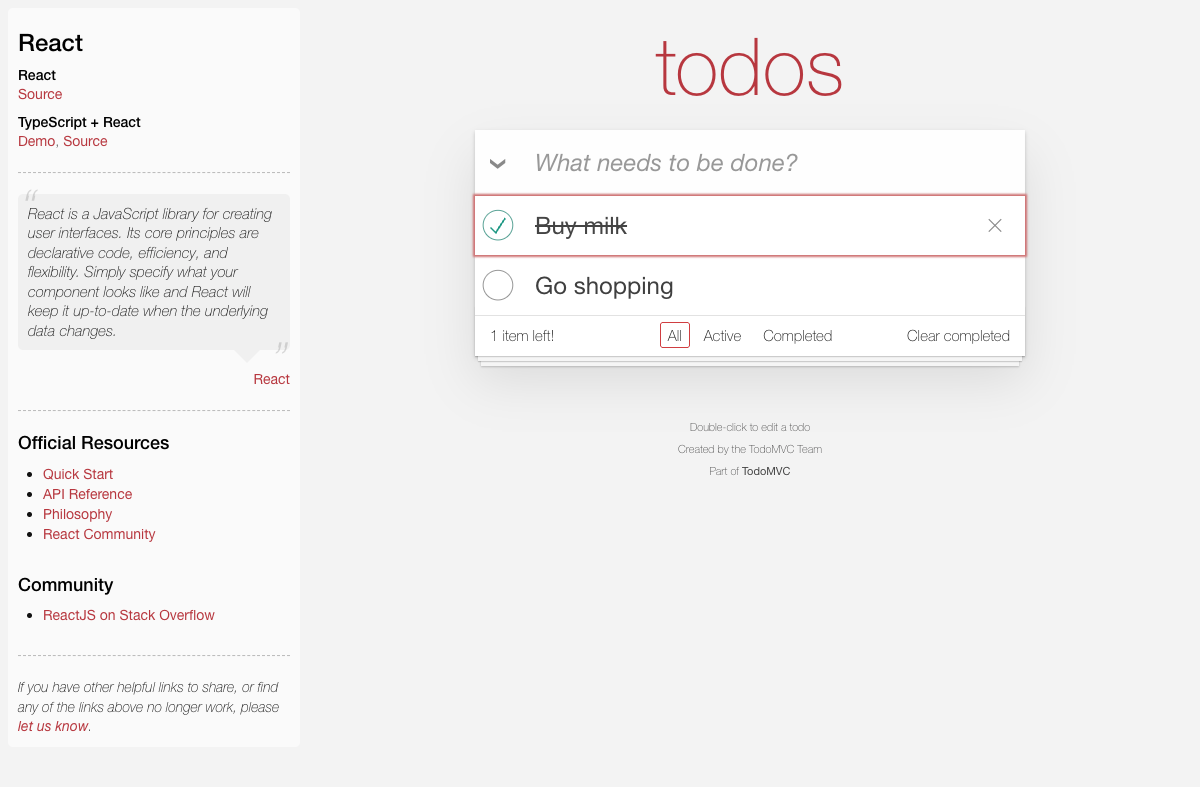 React
React
Source
TypeScript + React
Demo, Source
“
React is a JavaScript library for creating
user interfaces. Its core principles are
declarative code, efficiency, and
flexibility. Simply specify what your
component looks like and React will
keep it up-to-date when the underlying
data changes.
”
React
Official Resources
Quick Start
API Reference
Philosophy
React Community
Community
ReactJS on Stack Overflow
If you have other helpful links to share, or find
any of the links above no longer work, please
let us know.
todos
What needs to be done?
Buy milk
Go shopping
1 item left!
All Active Completed
Clear completed
Double-click to edit a todo
Created by the TodoMVC Team
Part of TodoMVC